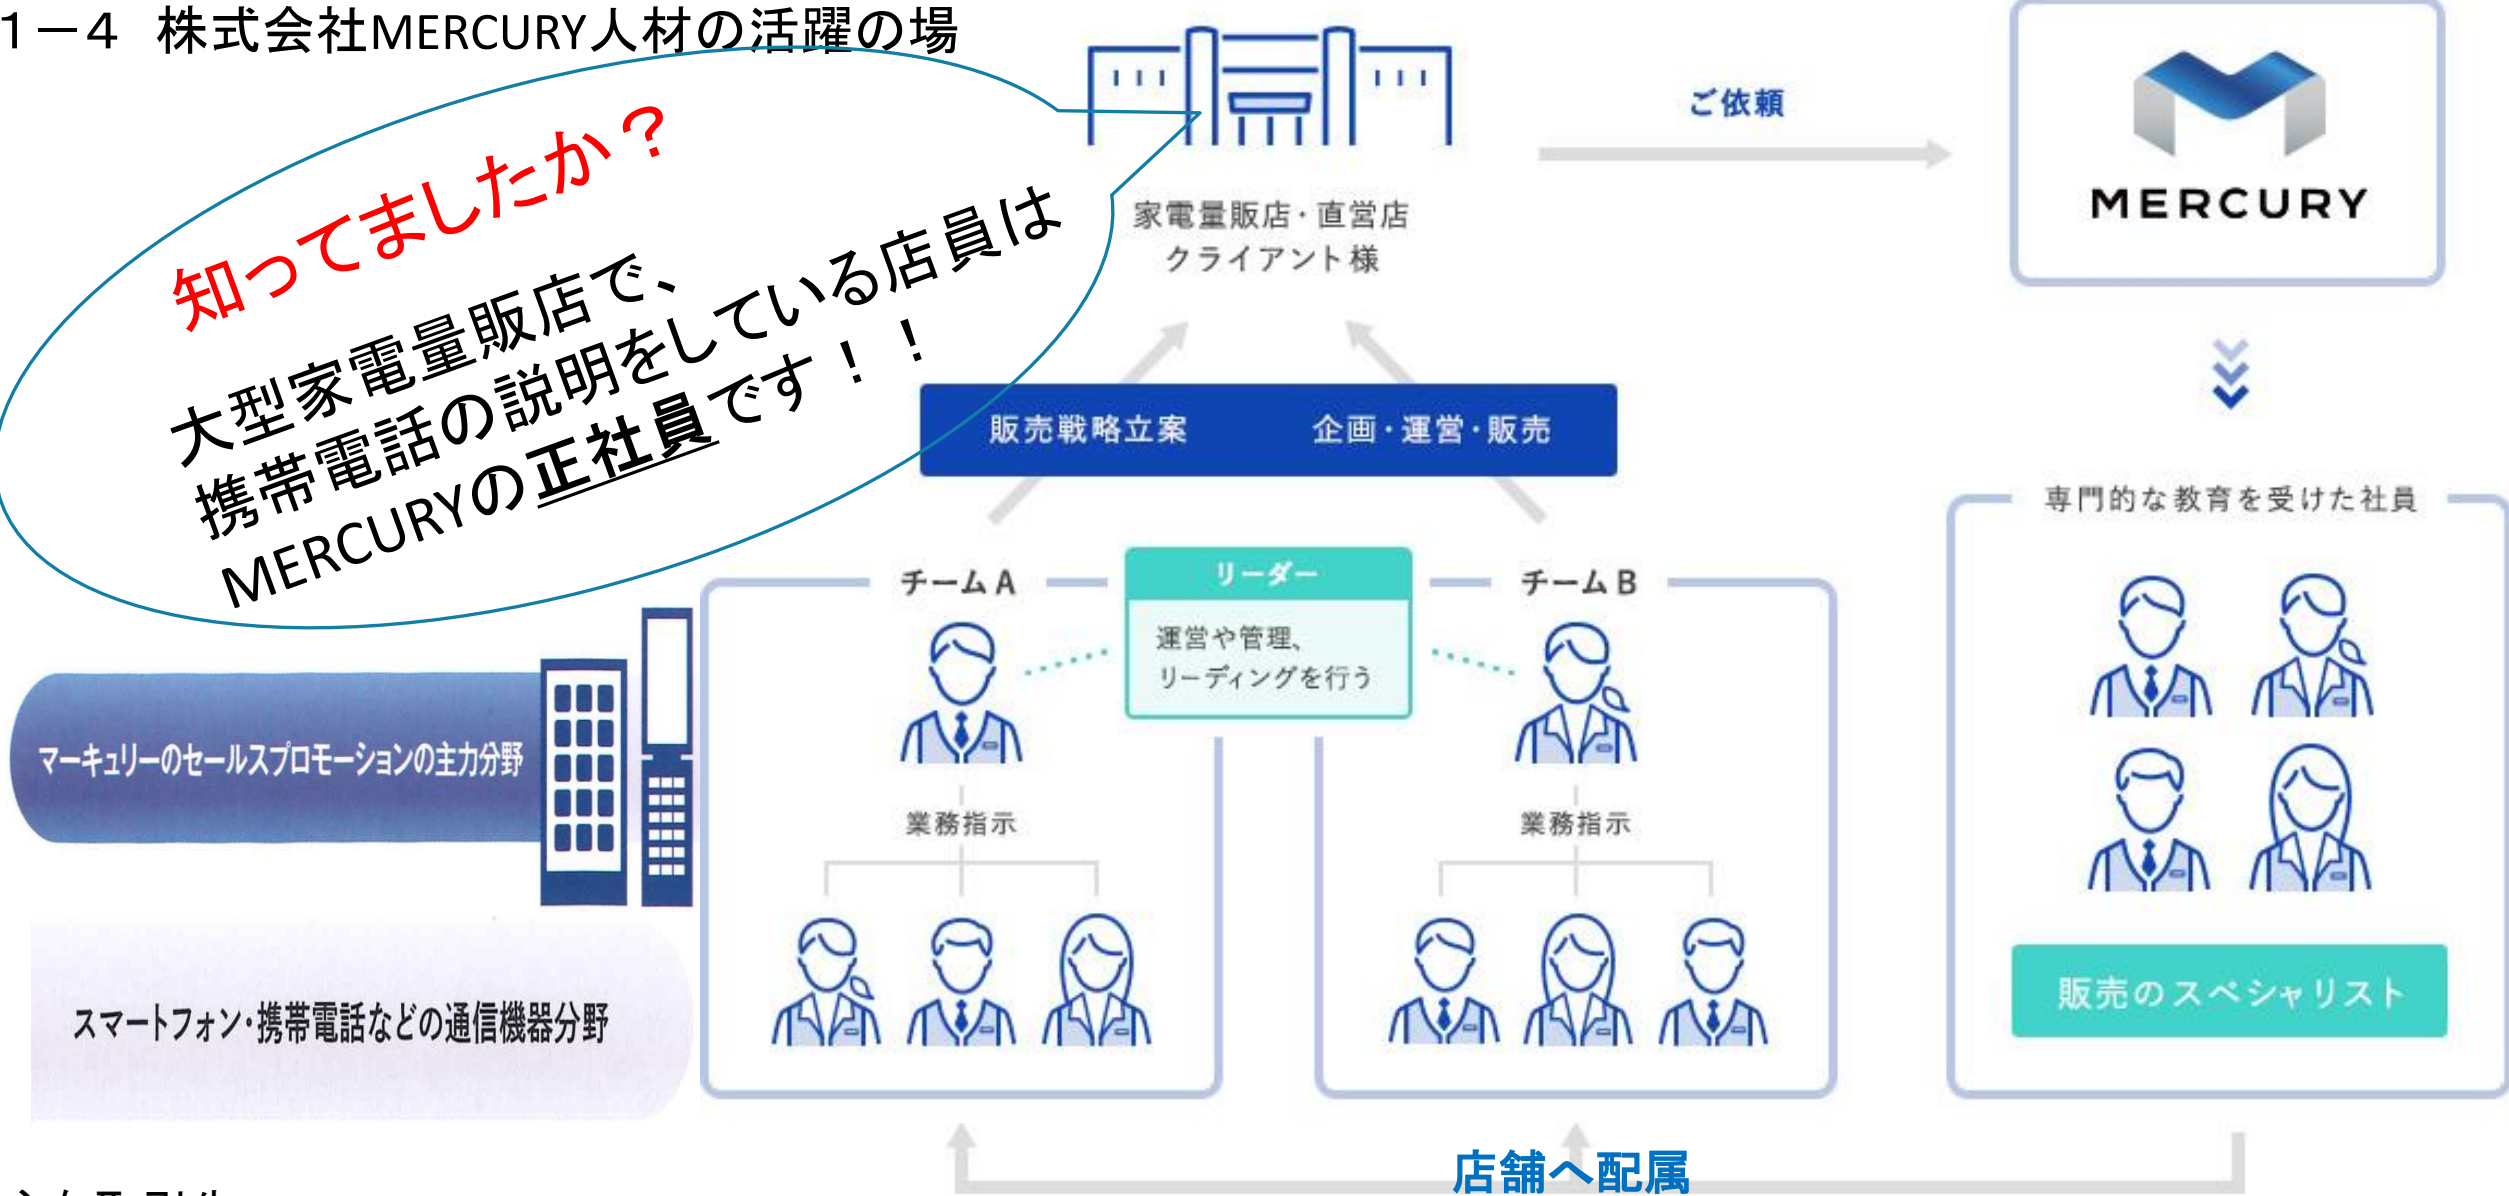 1－4　株式会社MERCURY人材の活躍の場
知ってましたか？
大型家電量販店で、
携帯電話の説明をしている店員は
MERCURYの正社員です！！
家電量販店・直営店
クライアント様
ご依頼
MERCURY
販売戦略立案　企画・運営・販売
専門的な教育を受けた社員
チームA
リーダー
運営や管理、
リーディングを行う
チームB
業務指示
業務指示
マーキュリーのセールスプロモーションの主力分野
スマートフォン・携帯電話などの通信機器分野
販売のスペシャリスト
店舗へ配属